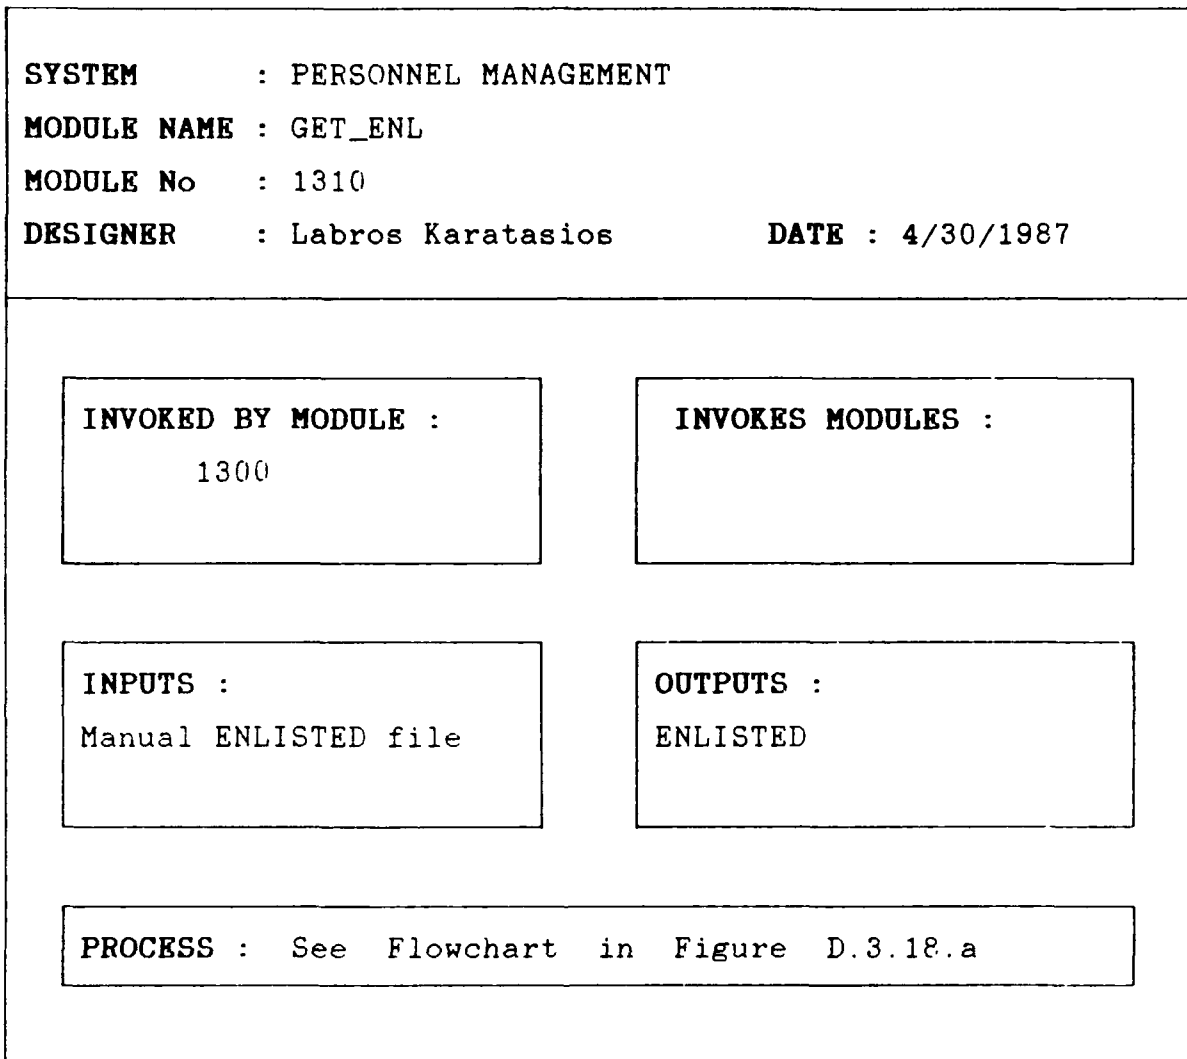 SYSTEM : PERSONNEL MANAGEMENT
MODULE NAME : GET_ENL
MODULE No : 1310
DESIGNER : Labros Karatasios DATE : 4/30/1987
INVOKED BY MODULE :
1300
INVOKES MODULES :
INPUTS :
Manual ENLISTED file
OUTPUTS :
ENLISTED
PROCESS : See Flowchart in Figure D.3.18.a